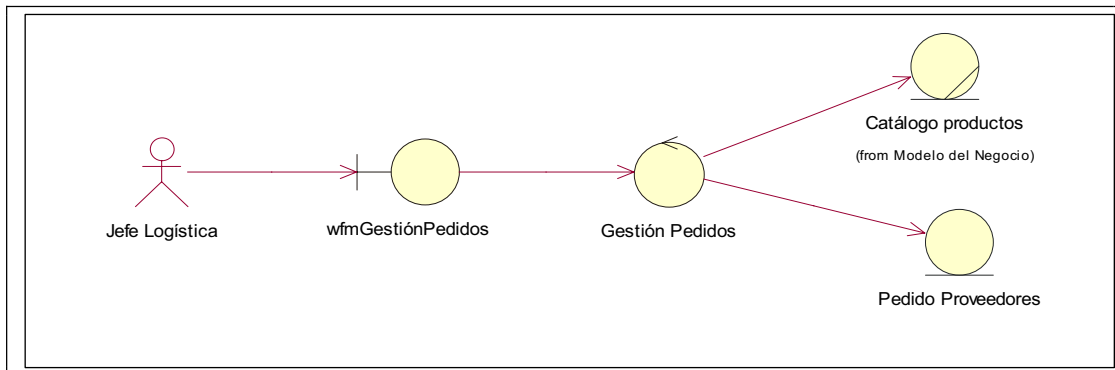 Catálogo productos
(from Modelo del Negocio)
Jefe Logística
wfmGestiónPedidos
Gestión Pedidos
Pedido Proveedores